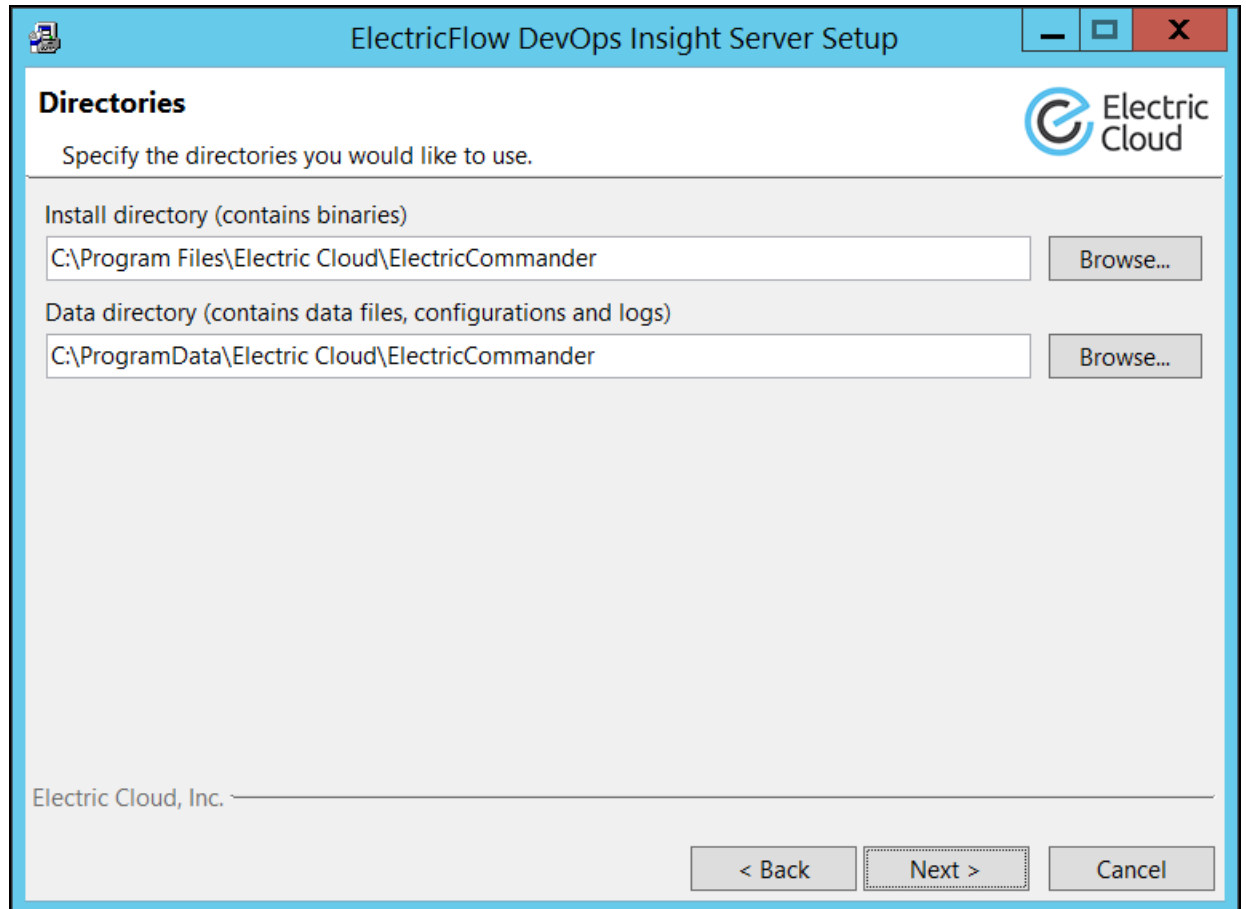 ElectricFlow DevOps Insight Server Setup
X
Directories
Electric
Cloud
Specify the directories you would like to use.
Install directory (contains binaries)
C:\Program Files\Electric Cloud\ElectricCommander
Browse...
Data directory (contains data files, configurations and logs)
C:\ProgramData\Electric Cloud\ElectricCommander
Browse...
Electric Cloud, Inc.
< Back
Next >
Cancel